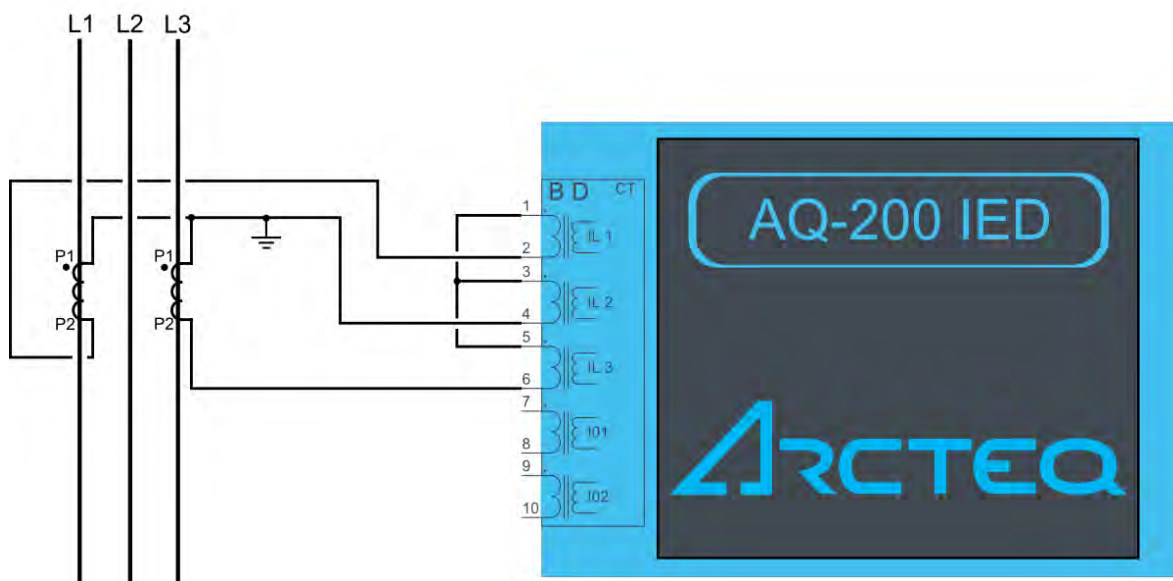 L1 L2 L3
B D CT
AQ-200 IED
1
IL 1
2
P1 P1
3
IL 2
P2 P2
4
5
IL 3
6
7
I01
8
ARCTEQ
9
I02
10